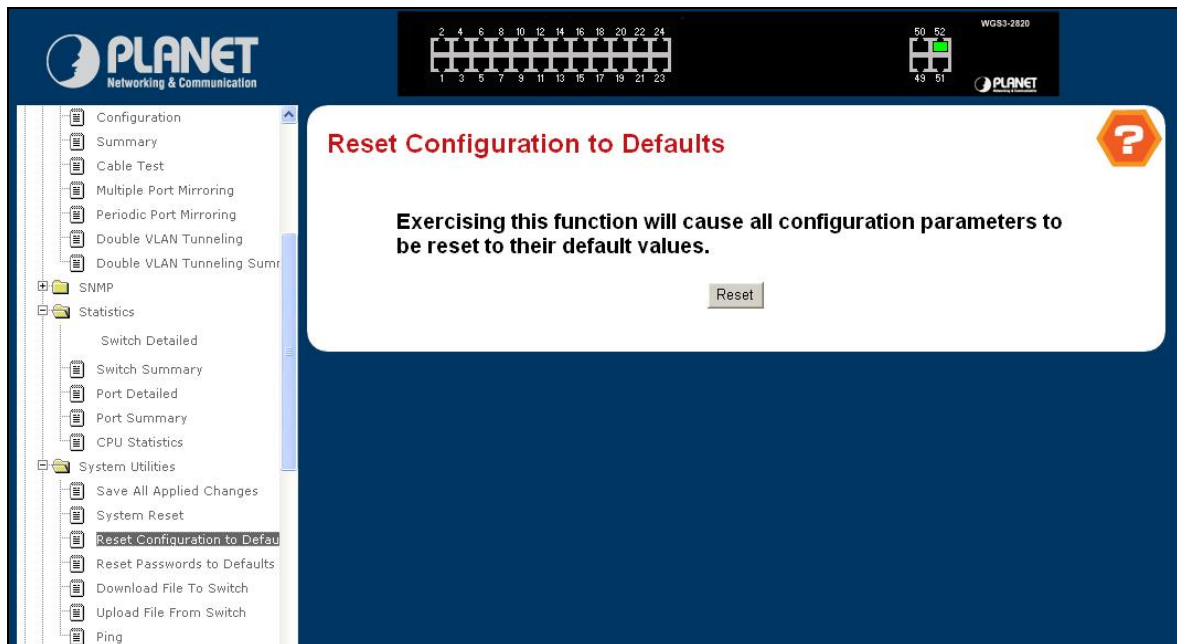 PLANET
Networking & Communication
2 4 6 8 10 12 14 16 18 20 22 24
1 3 5 7 9 11 13 15 17 19 21 23
50 52
49 51
WGS3-2820
PLANET
Configuration
Summary
Cable Test
Multiple Port Mirroring
Periodic Port Mirroring
Double VLAN Tunneling
Double VLAN Tunneling Sum
SNMP
Statistics
Switch Detailed
Switch Summary
Port Detailed
Port Summary
CPU Statistics
System Utilities
Save All Applied Changes
System Reset
Reset Configuration to Defau
Reset Passwords to Defaults
Download File To Switch
Upload File From Switch
Ping
Reset Configuration to Defaults
?
Exercising this function will cause all configuration parameters to
be reset to their default values.
Reset